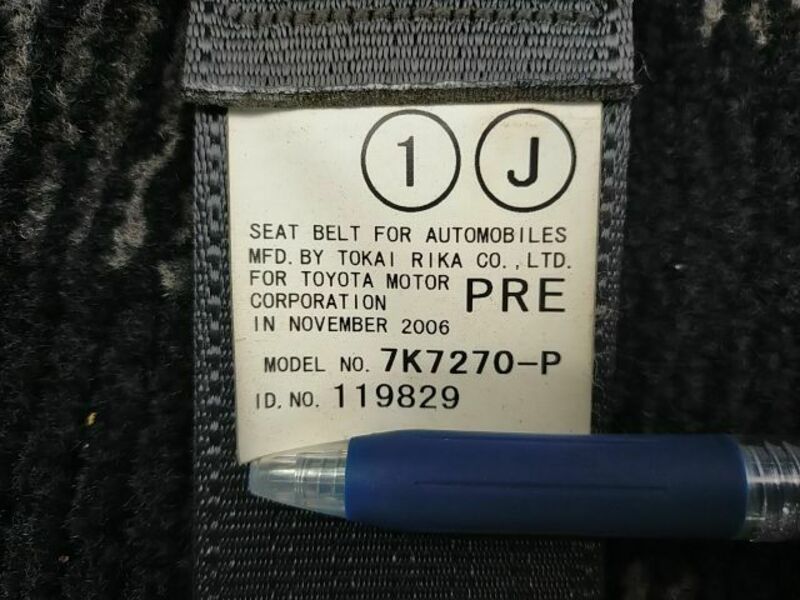 1 J
SEAT BELT FOR AUTOMOBILES
MFD. BY TOKAI RIKA CO., LTD.
FOR TOYOTA MOTOR
CORPORATION PRE
IN NOVEMBER 2006
MODEL NO. 7K7270-P
ID. NO. 119829